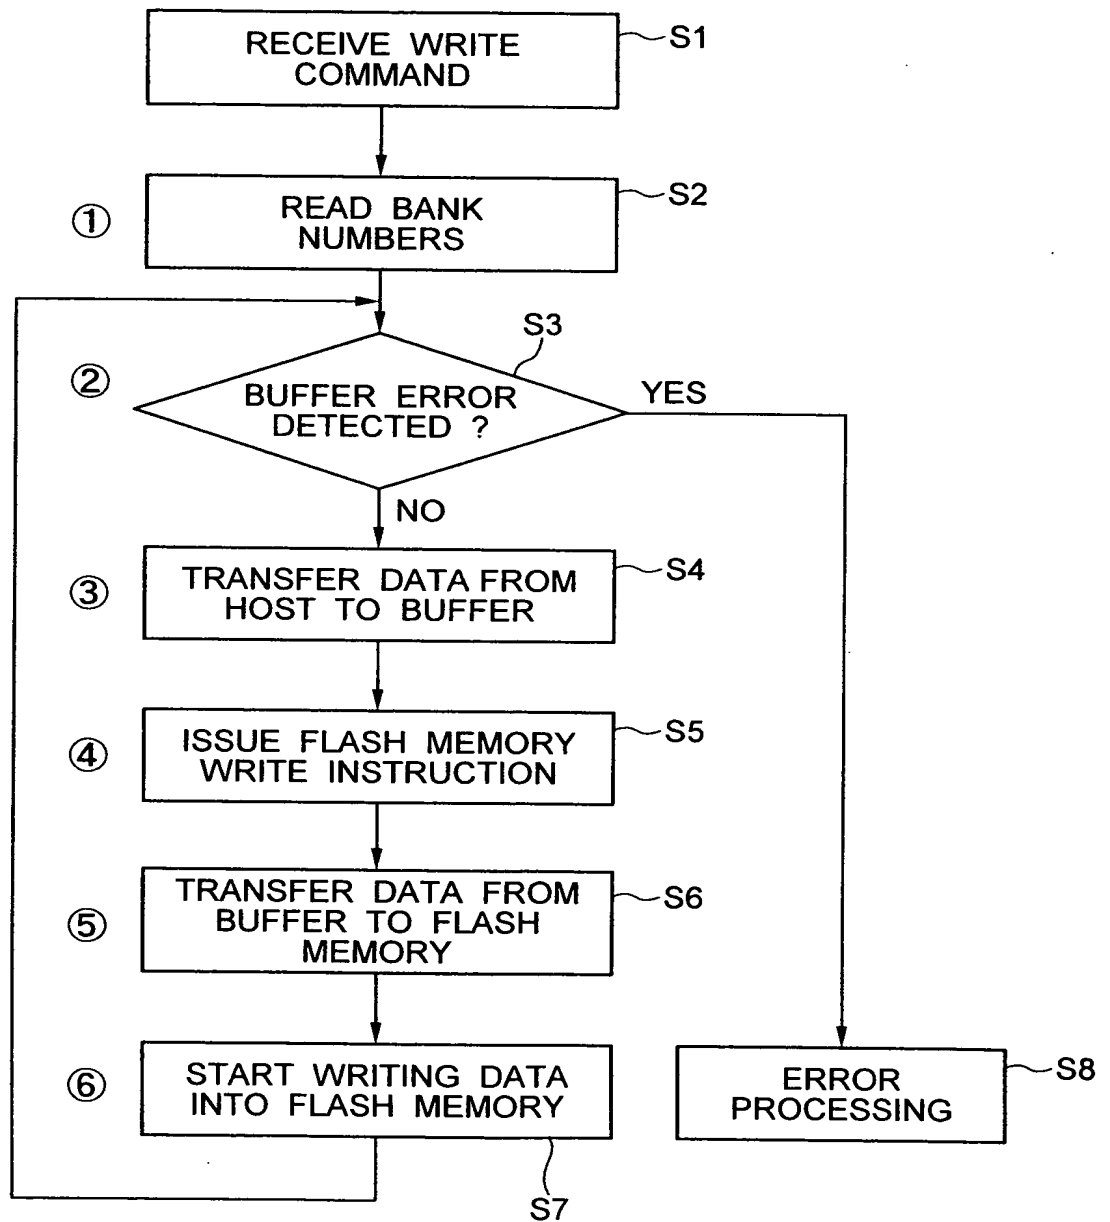 RECEIVE WRITE
COMMAND
S1
①
READ BANK
NUMBERS
S2
②
BUFFER ERROR
DETECTED ?
S3
YES
NO
③
TRANSFER DATA FROM
HOST TO BUFFER
S4
④
ISSUE FLASH MEMORY
WRITE INSTRUCTION
S5
⑤
TRANSFER DATA FROM
BUFFER TO FLASH
MEMORY
S6
⑥
START WRITING DATA
INTO FLASH MEMORY
S7
ERROR
PROCESSING
S8